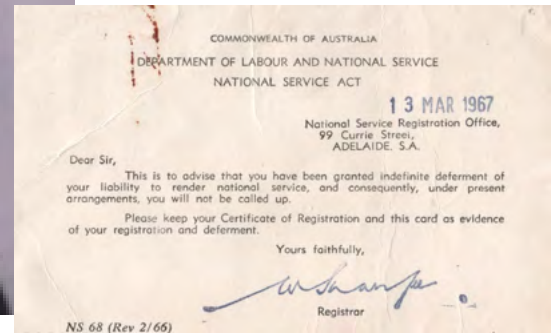 COMMONWEALTH OF AUSTRALIA
DEPARTMENT OF LABOUR AND NATIONAL SERVICE
NATIONAL SERVICE ACT
13 MAR 1967
National Service Registration Office,
99 Currie Street,
ADELAIDE. S.A.
Dear Sir,
This is to advise that you have been granted indefinite deferment of
your liability to render national service, and consequently, under present
arrangements, you will not be called up.
Please keep your Certificate of Registration and this card as evidence
of your registration and deferment.
Yours faithfully,
Registrar
NS 68 (Rev 2/66)